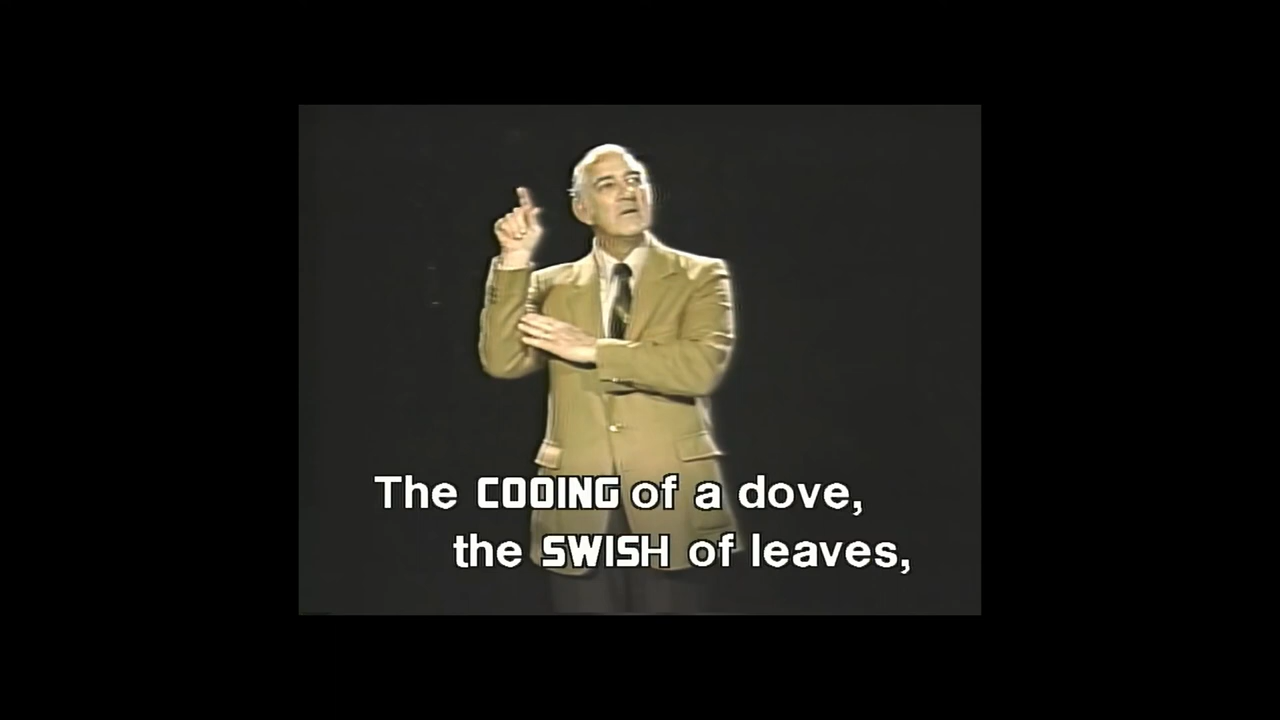 The COOING of a dove,
the SWISH of leaves,